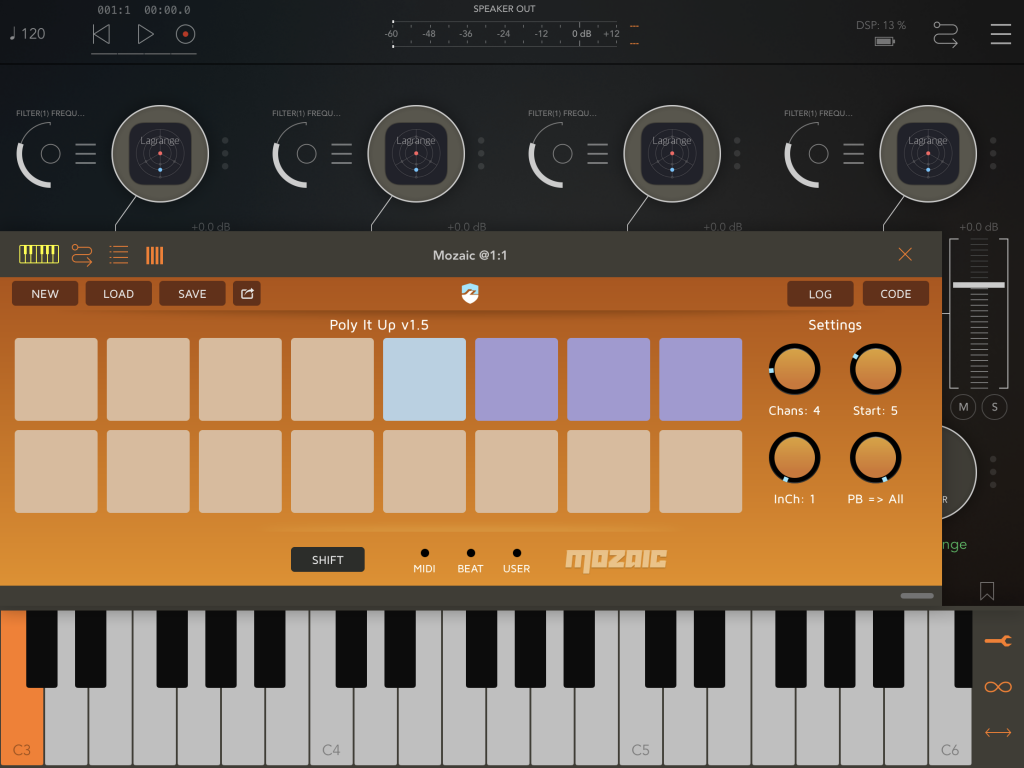 001:1 00:00.0
SPEAKER OUT
120
-60 -48 -36 -24 -12 0 dB +12
DSP: 13 %
FILTER(1) FREQU... FILTER(1) FREQU... FILTER(1) FREQU... FILTER(1) FREQU...
Lagrange Lagrange Lagrange Lagrange
+0.0 dB +0.0 dB +0.0 dB +0.0 dB
Mozaic @1:1
NEW LOAD SAVE LOG CODE
Poly It Up v1.5 Settings
Chans: 4 Start: 5
M S
InCh: 1 PB => All
R
nge
SHIFT MIDI BEAT USER mozaic
C3 C4 C5 C6